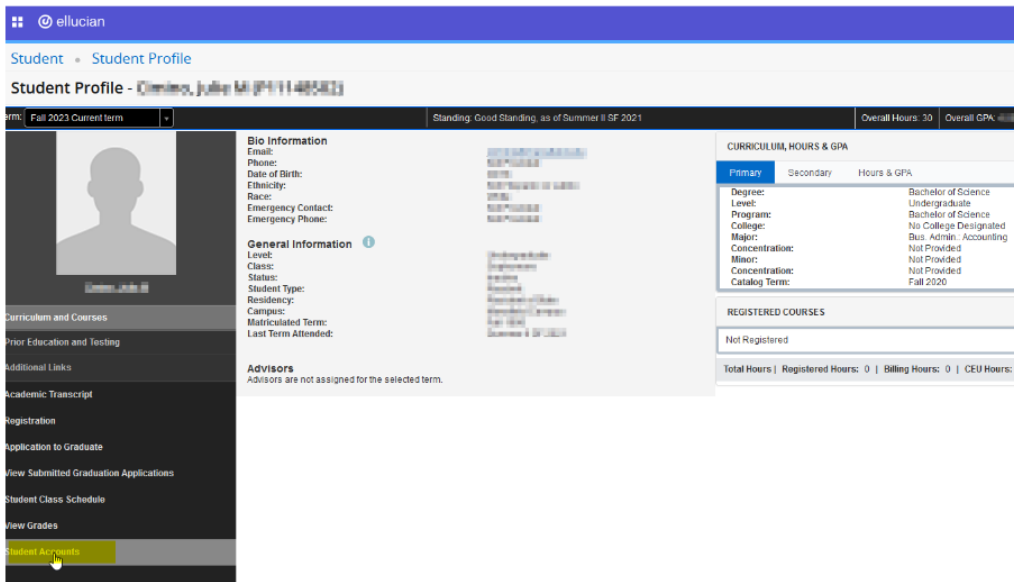 ellucian
Student • Student Profile
Student Profile -
erm: Fall 2023 Current term
Standing: Good Standing, as of Summer II SF 2021
Overall Hours: 30
Overall GPA:
Curriculum and Courses
Prior Education and Testing
Additional Links
Academic Transcript
Registration
Application to Graduate
View Submitted Graduation Applications
Student Class Schedule
View Grades
Student Accounts
Bio Information
Email:
Phone:
Date of Birth:
Ethnicity:
Race:
Emergency Contact:
Emergency Phone:
General Information
Level:
Class:
Status:
Student Type:
Residency:
Campus:
Matriculated Term:
Last Term Attended:
Advisors
Advisors are not assigned for the selected term.
CURRICULUM, HOURS & GPA
Primary Secondary Hours & GPA
Degree: Bachelor of Science
Level: Undergraduate
Program: Bachelor of Science
College: No College Designated
Major: Bus. Admin.: Accounting
Concentration: Not Provided
Minor: Not Provided
Concentration: Not Provided
Catalog Term: Fall 2020
REGISTERED COURSES
Not Registered
Total Hours | Registered Hours: 0 | Billing Hours: 0 | CEU Hours: